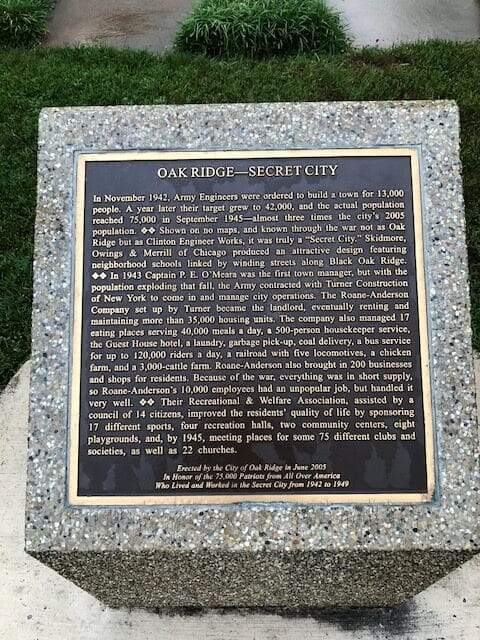 OAK RIDGE—SECRET CITY
In November 1942, Army Engineers were ordered to build a town for 13,000
people. A year later their target grew to 42,000, and the actual population
reached 75,000 in September 1945—almost three times the city's 2005
population. ❖❖ Shown on no maps, and known through the war not as Oak
Ridge but as Clinton Engineer Works, it was truly a "Secret City." Skidmore,
Owings & Merrill of Chicago produced an attractive design featuring
neighborhood schools linked by winding streets along Black Oak Ridge.
❖❖ In 1943 Captain P. E. O'Meara was the first town manager, but with the
population exploding that fall, the Army contracted with Turner Construction
of New York to come in and manage city operations. The Roane-Anderson
Company set up by Turner became the landlord, eventually renting and
maintaining more than 35,000 housing units. The company also managed 17
eating places serving 40,000 meals a day, a 500-person housekeeper service,
the Guest House hotel, a laundry, garbage pick-up, coal delivery, a bus service
for up to 120,000 riders a day, a railroad with five locomotives, a chicken
farm, and a 3,000-cattle farm. Roane-Anderson also brought in 200 businesses
and shops for residents. Because of the war, everything was in short supply,
so Roane-Anderson's 10,000 employees had an unpopular job, but handled it
very well. ❖❖ Their Recreational & Welfare Association, assisted by a
council of 14 citizens, improved the residents' quality of life by sponsoring
17 different sports, four recreation halls, two community centers, eight
playgrounds, and, by 1945, meeting places for some 75 different clubs and
societies, as well as 22 churches.
Erected by the City of Oak Ridge in June 2005
In Honor of the 75,000 Patriots from All Over America
Who Lived and Worked in the Secret City from 1942 to 1949